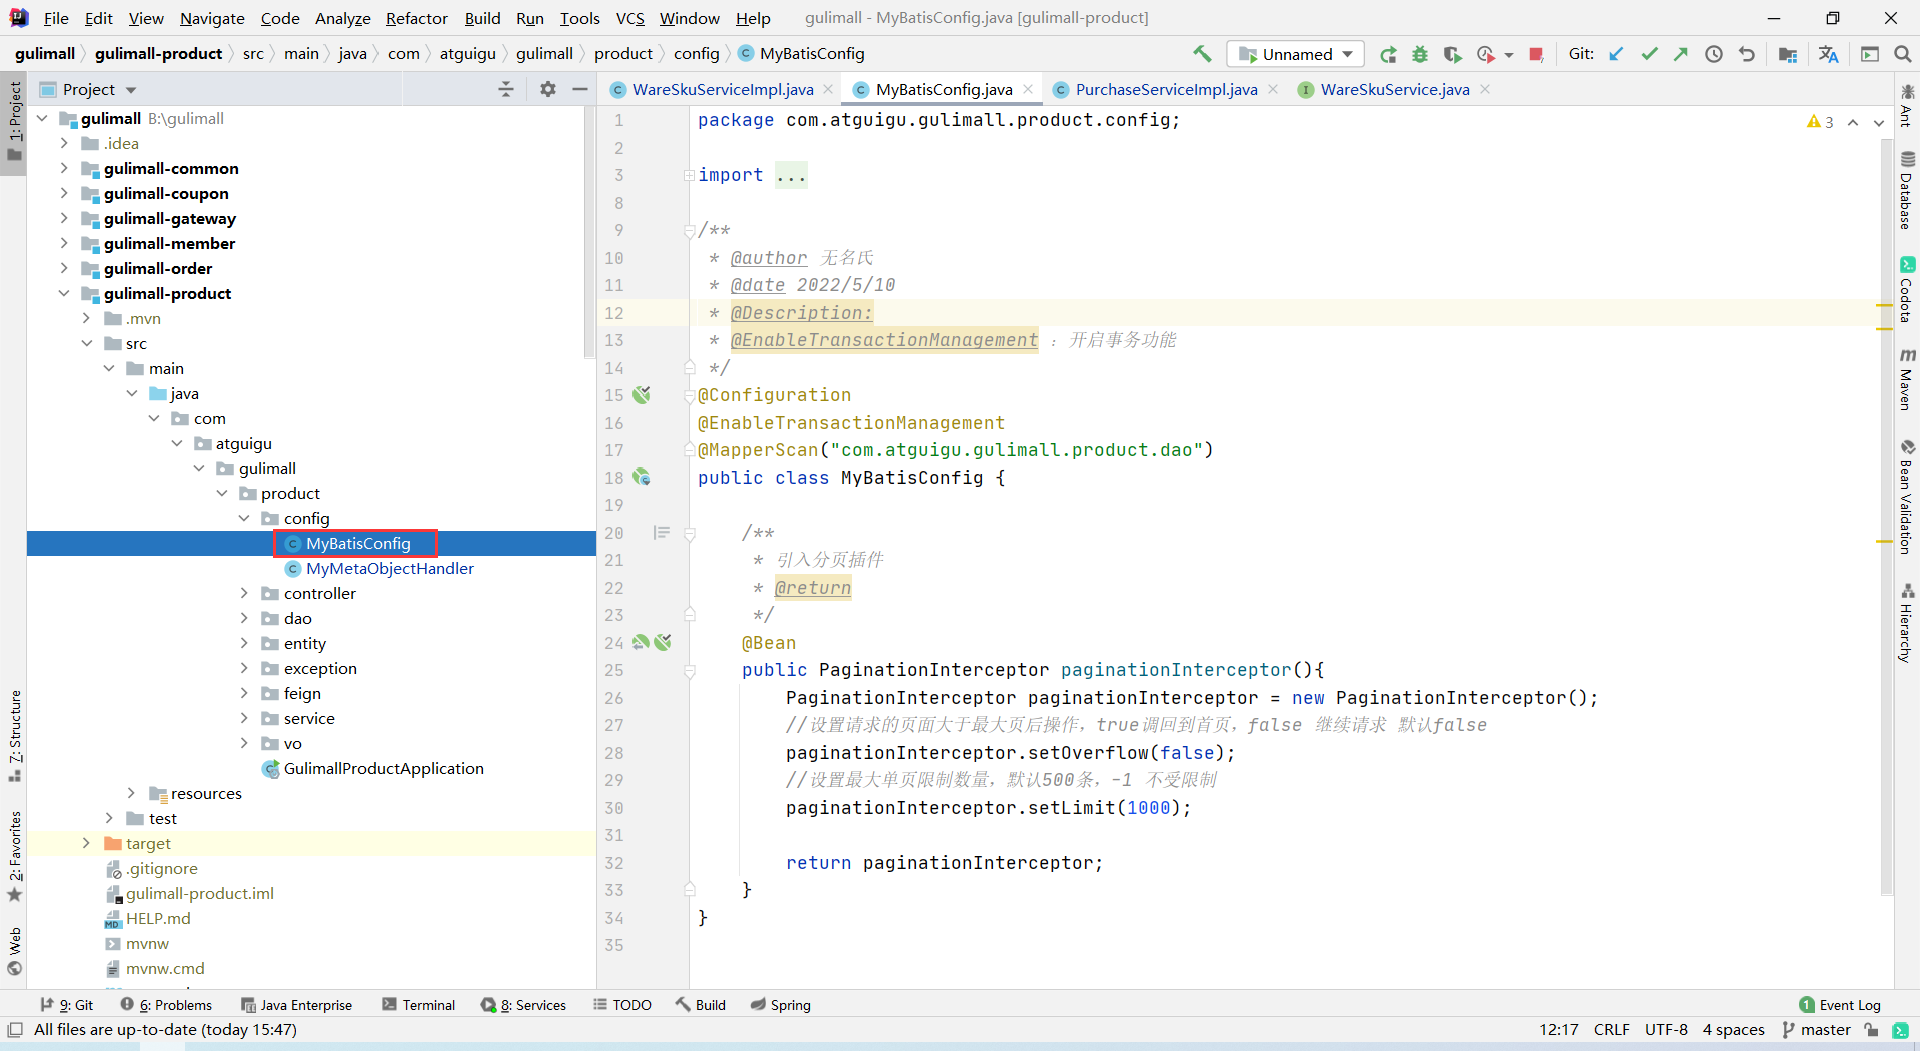 File Edit View Navigate Code Analyze Refactor Build Run Tools VCS Window Help gulimall - MyBatisConfig.java [gulimall-product]
gulimall gulimall-product src main java com atguigu gulimall product config MyBatisConfig Unnamed Git:
Project
WareSkuServiceImpl.java MyBatisConfig.java PurchaseServiceImpl.java WareSkuService.java
1: Project
7: Structure
2: Favorites
Web
gulimall B:\gulimall
.idea
gulimall-common
gulimall-coupon
gulimall-gateway
gulimall-member
gulimall-order
gulimall-product
.mvn
src
main
java
com
atguigu
gulimall
product
config
MyBatisConfig
MyMetaObjectHandler
controller
dao
entity
exception
feign
service
vo
GulimallProductApplication
resources
test
target
.gitignore
gulimall-product.iml
HELP.md
mvnw
mvnw.cmd
3
1 package com.atguigu.gulimall.product.config;
2
3 import ...
8
9 /**
10 * @author 无名氏
11 * @date 2022/5/10
12 * @Description:
13 * @EnableTransactionManagement : 开启事务功能
14 */
15 @Configuration
16 @EnableTransactionManagement
17 @MapperScan("com.atguigu.gulimall.product.dao")
18 public class MyBatisConfig {
19
20 /**
21 * 引入分页插件
22 * @return
23 */
24 @Bean
25 public PaginationInterceptor paginationInterceptor(){
26 PaginationInterceptor paginationInterceptor = new PaginationInterceptor();
27 //设置请求的页面大于最大页后操作，true调回到首页，false 继续请求 默认false
28 paginationInterceptor.setOverflow(false);
29 //设置最大单页限制数量，默认500条，-1 不受限制
30 paginationInterceptor.setLimit(1000);
31
32 return paginationInterceptor;
33 }
34 }
35
Ant
Database
Codota
Maven
Bean Validation
Hierarchy
9: Git 6: Problems Java Enterprise Terminal 8: Services TODO Build Spring 1 Event Log
All files are up-to-date (today 15:47) 12:17 CRLF UTF-8 4 spaces master